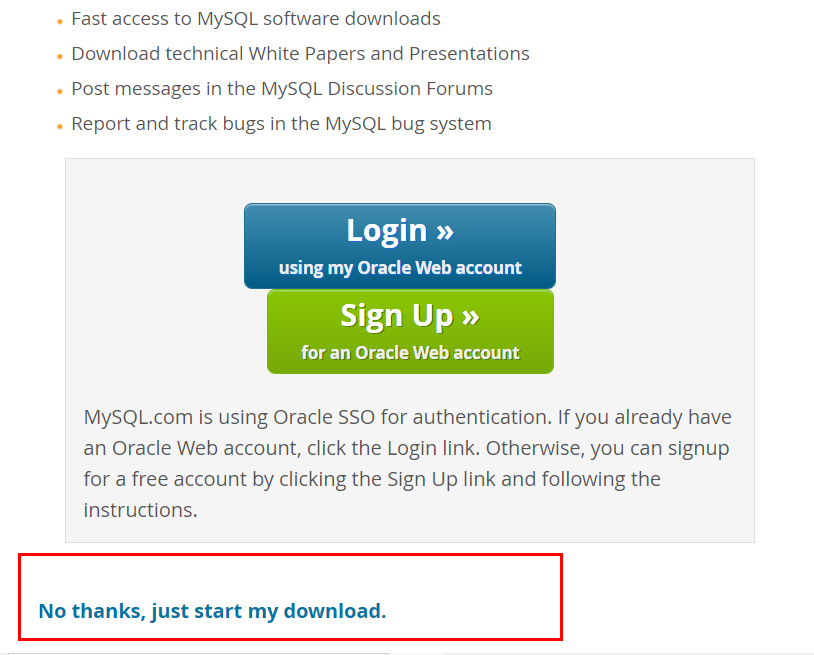 Fast access to MySQL software downloads
Download technical White Papers and Presentations
Post messages in the MySQL Discussion Forums
Report and track bugs in the MySQL bug system
Login »
using my Oracle Web account
Sign Up »
for an Oracle Web account
MySQL.com is using Oracle SSO for authentication. If you already have
an Oracle Web account, click the Login link. Otherwise, you can signup
for a free account by clicking the Sign Up link and following the
instructions.
No thanks, just start my download.